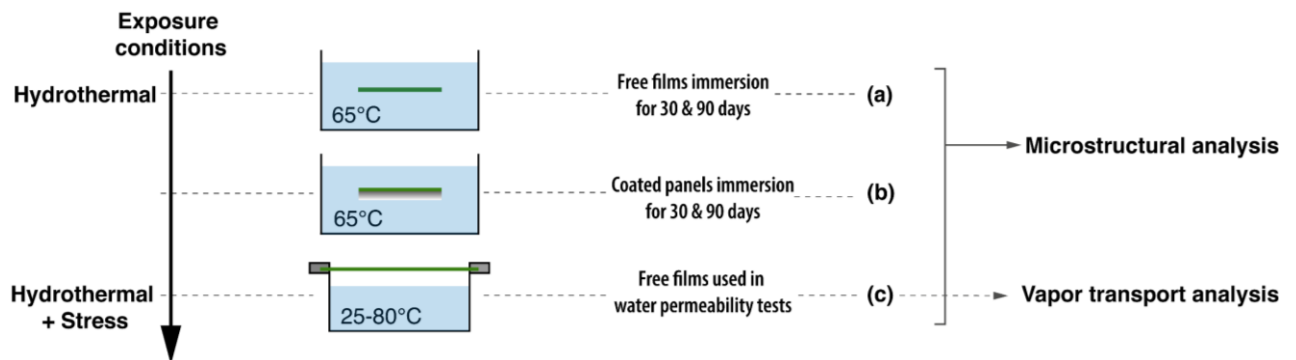 Exposure
conditions
Hydrothermal
65°C
Free films immersion
for 30 & 90 days
(a)
Microstructural analysis
65°C
Coated panels immersion
for 30 & 90 days
(b)
Hydrothermal
+ Stress
25-80°C
Free films used in
water permeability tests
(c)
Vapor transport analysis